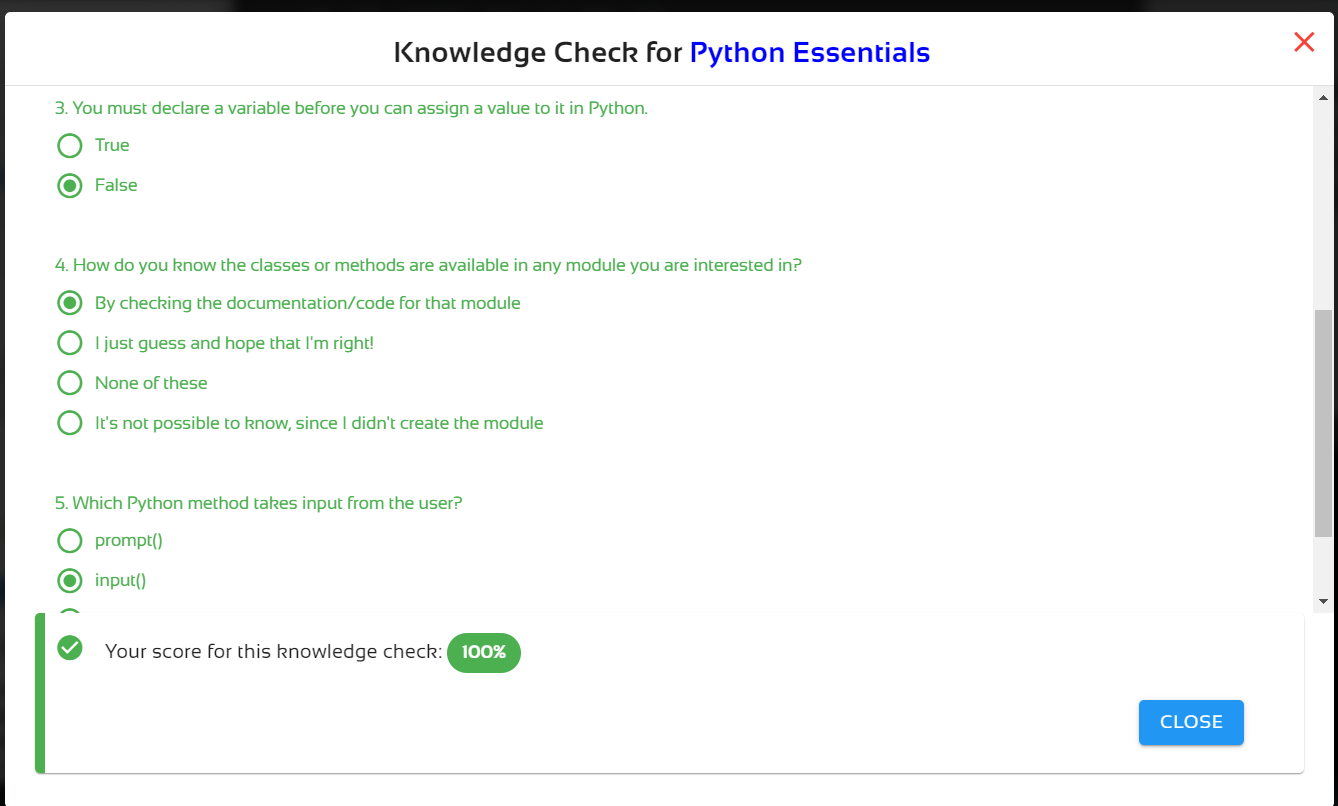 Knowledge Check for Python Essentials
3. You must declare a variable before you can assign a value to it in Python.
True
False
4. How do you know the classes or methods are available in any module you are interested in?
By checking the documentation/code for that module
I just guess and hope that I'm right!
None of these
It's not possible to know, since I didn't create the module
5. Which Python method takes input from the user?
prompt()
input()
Your score for this knowledge check: 100%
CLOSE